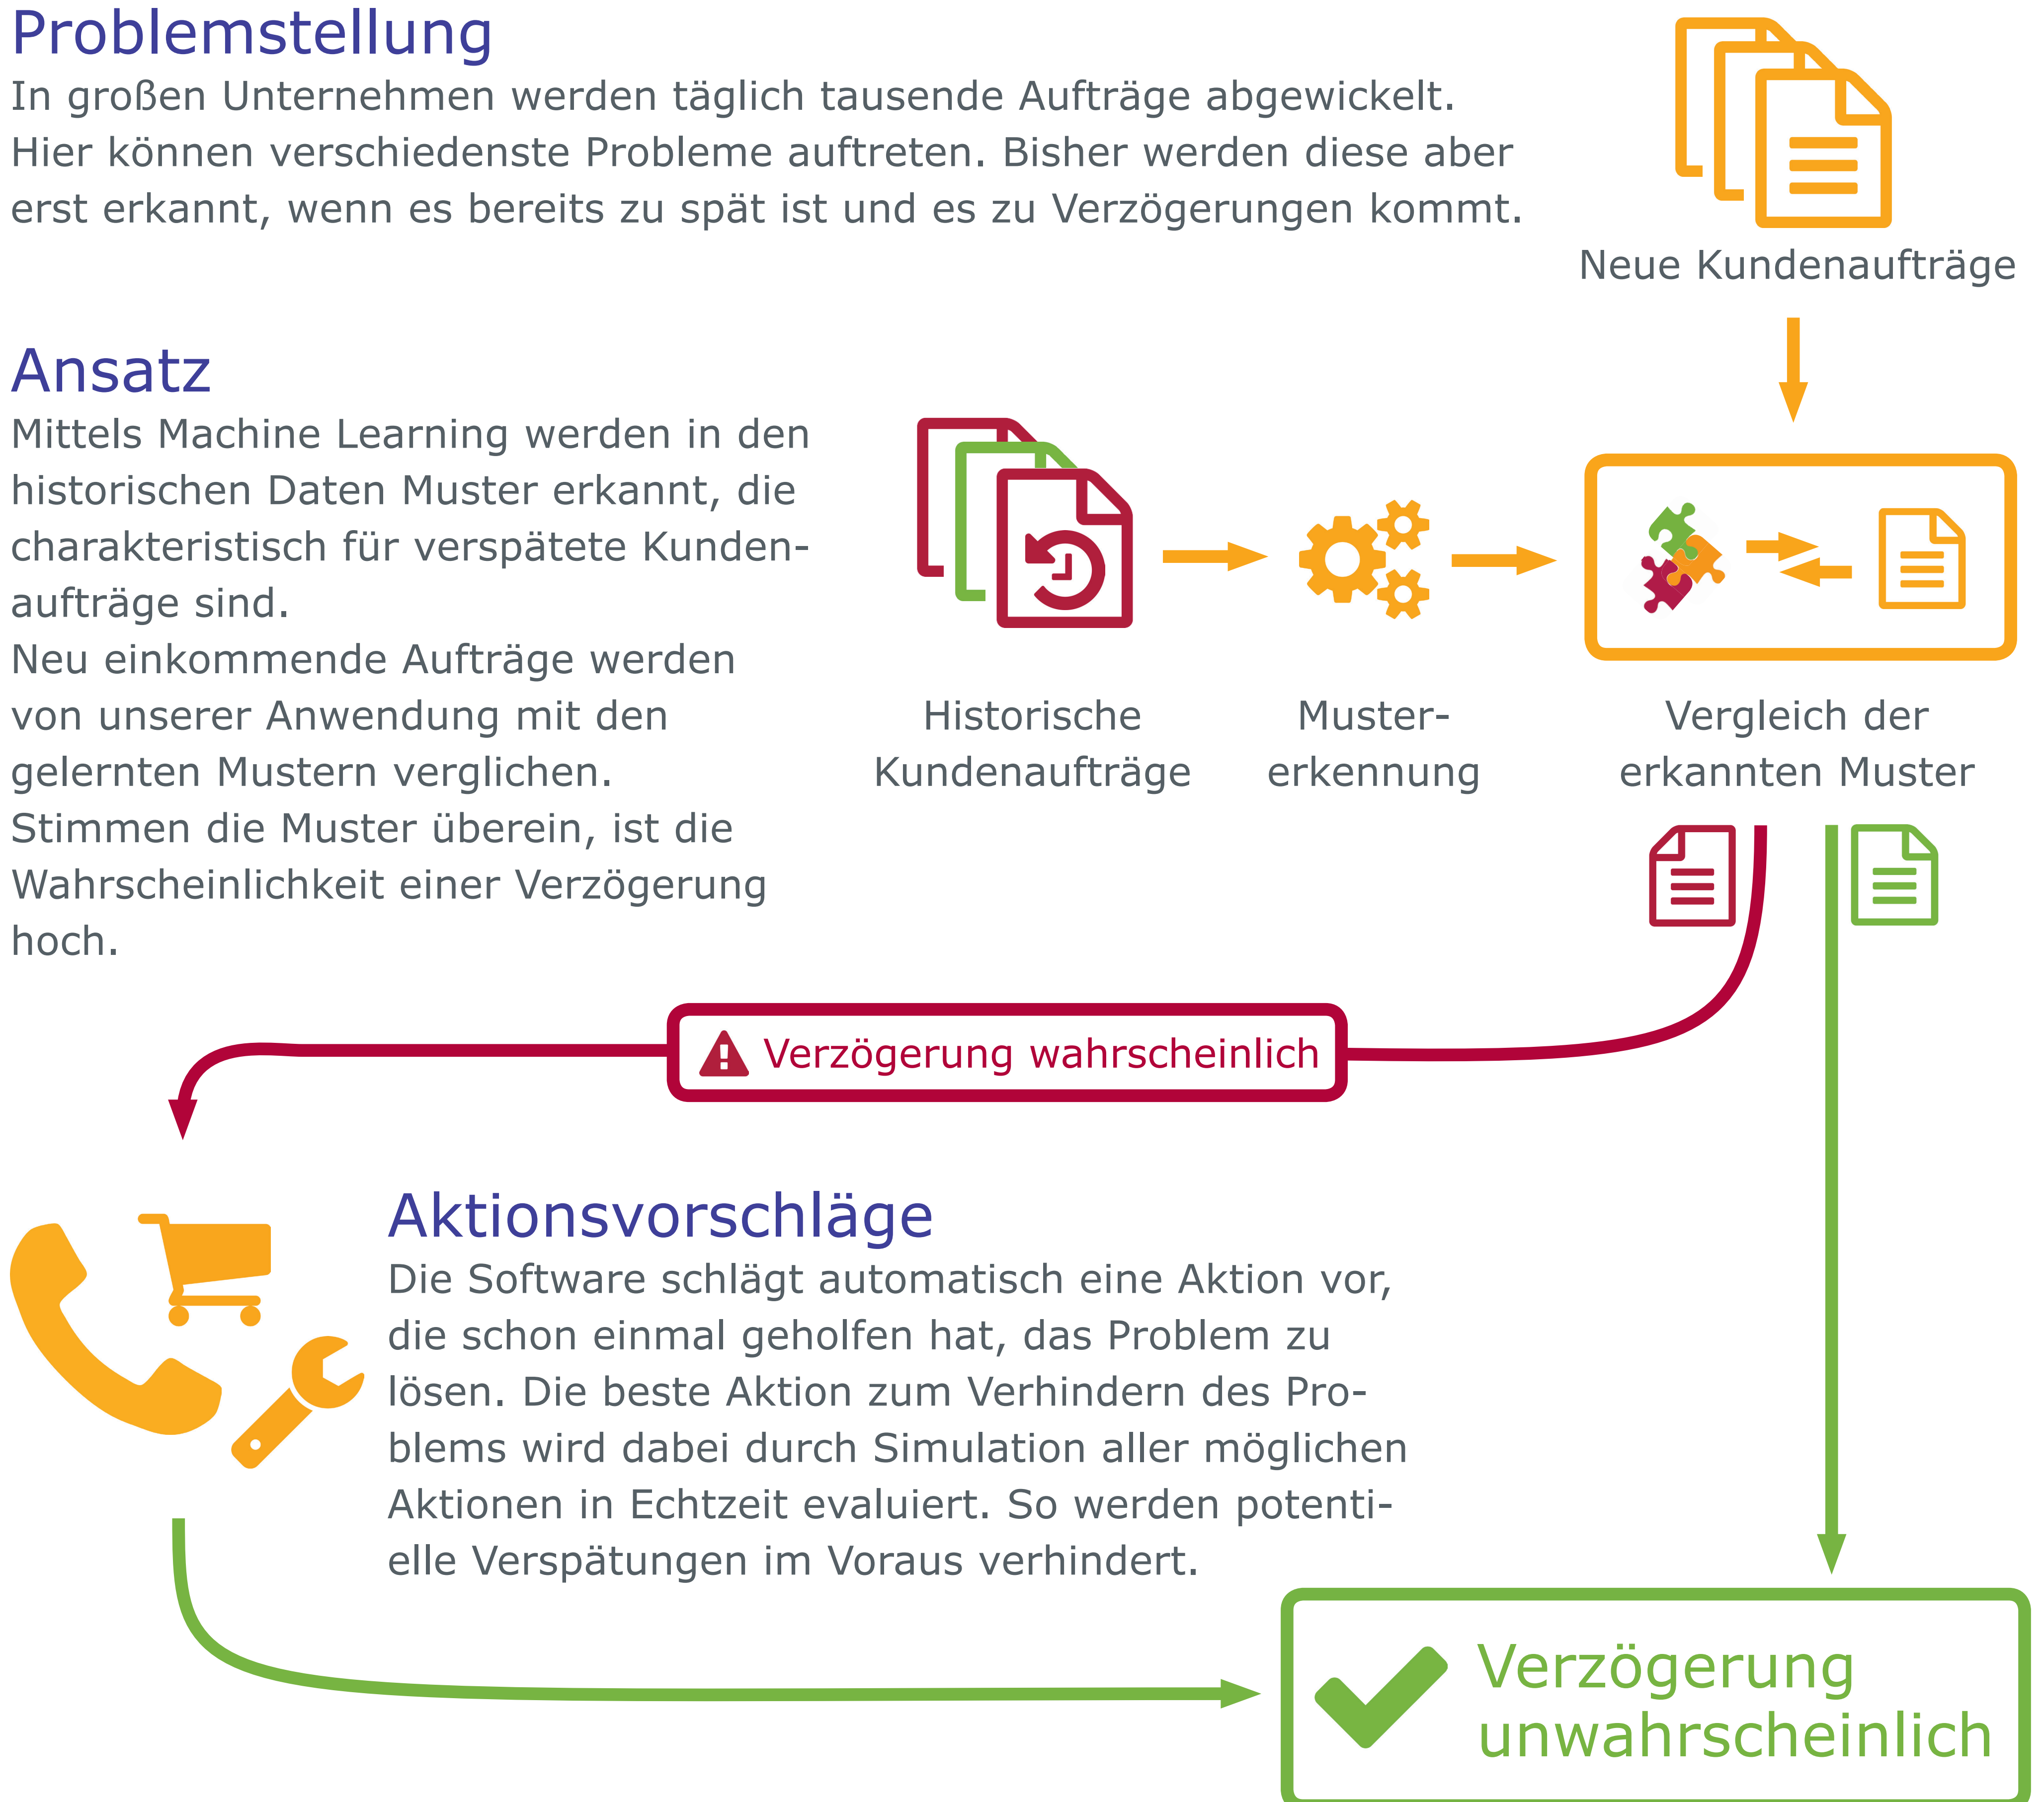 Problemstellung
In großen Unternehmen werden täglich tausende Aufträge abgewickelt.
Hier können verschiedenste Probleme auftreten. Bisher werden diese aber
erst erkannt, wenn es bereits zu spät ist und es zu Verzögerungen kommt.
Neue Kundenaufträge
Ansatz
Mittels Machine Learning werden in den
historischen Daten Muster erkannt, die
charakteristisch für verspätete Kunden-
aufträge sind.
Neu einkommende Aufträge werden
von unserer Anwendung mit den
gelernten Mustern verglichen.
Stimmen die Muster überein, ist die
Wahrscheinlichkeit einer Verzögerung
hoch.
Historische
Kundenaufträge
Muster-
erkennung
Vergleich der
erkannten Muster
Verzögerung wahrscheinlich
Aktionsvorschläge
Die Software schlägt automatisch eine Aktion vor,
die schon einmal geholfen hat, das Problem zu
lösen. Die beste Aktion zum Verhindern des Pro-
blems wird dabei durch Simulation aller möglichen
Aktionen in Echtzeit evaluiert. So werden potenti-
elle Verspätungen im Voraus verhindert.
Verzögerung
unwahrscheinlich